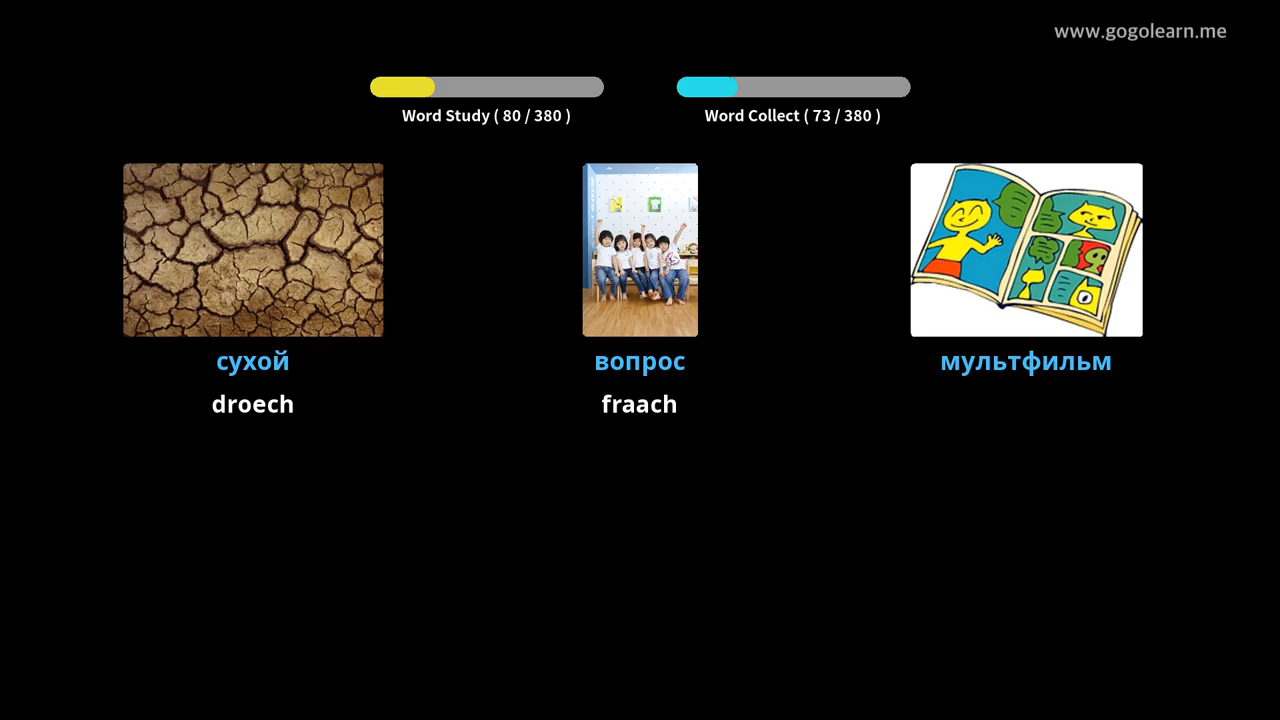 www.gogolearn.me
Word Study ( 80 / 380 )
Word Collect ( 73 / 380 )
сухой
вопрос
мультфильм
droech
fraach